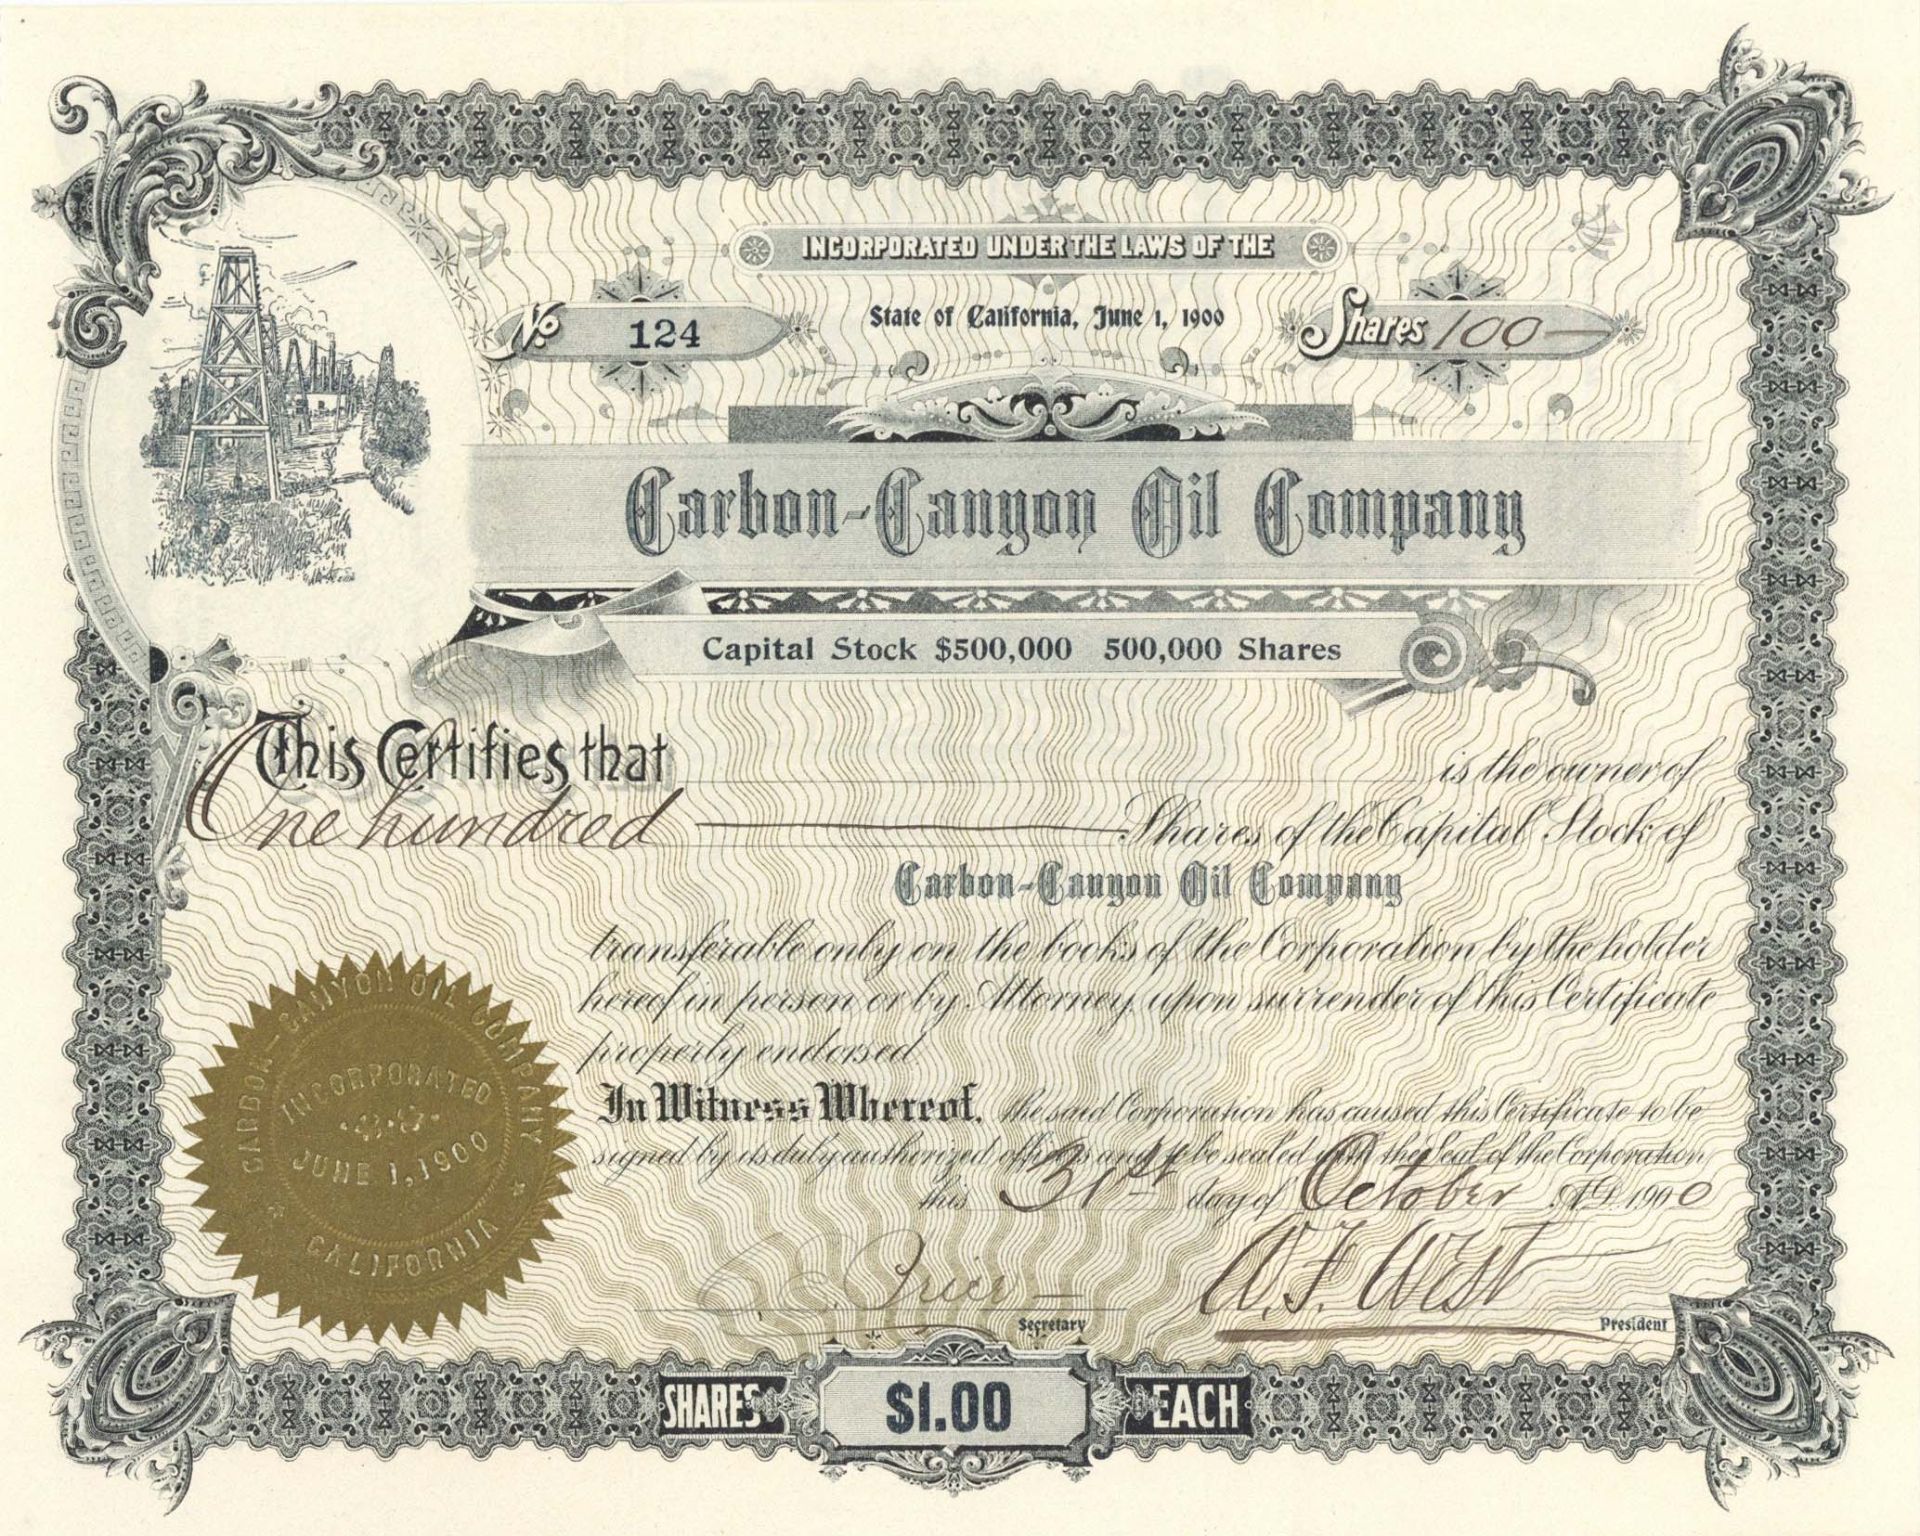 INCORPORATED UNDER THE LAWS OF THE
No. 124
State of California, June 1, 1900
Shares 100 —
Carbon-Canyon Oil Company
Capital Stock $500,000 500,000 Shares
This Certifies that is the owner of
One hundred — Shares of the Capital Stock of
Carbon-Canyon Oil Company
transferable only on the books of the Corporation by the holder
hereof in person or by Attorney upon surrender of this Certificate
properly endorsed.
In Witness Whereof, the said Corporation has caused this Certificate to be
signed by its duly authorized officers and to be sealed with the Seal of the Corporation
this 31st day of October A.D. 1900
CARBON-CANYON OIL COMPANY
INCORPORATED
JUNE 1, 1900
CALIFORNIA
C. Price —
Secretary
W. F. West
President
SHARES $1.00 EACH